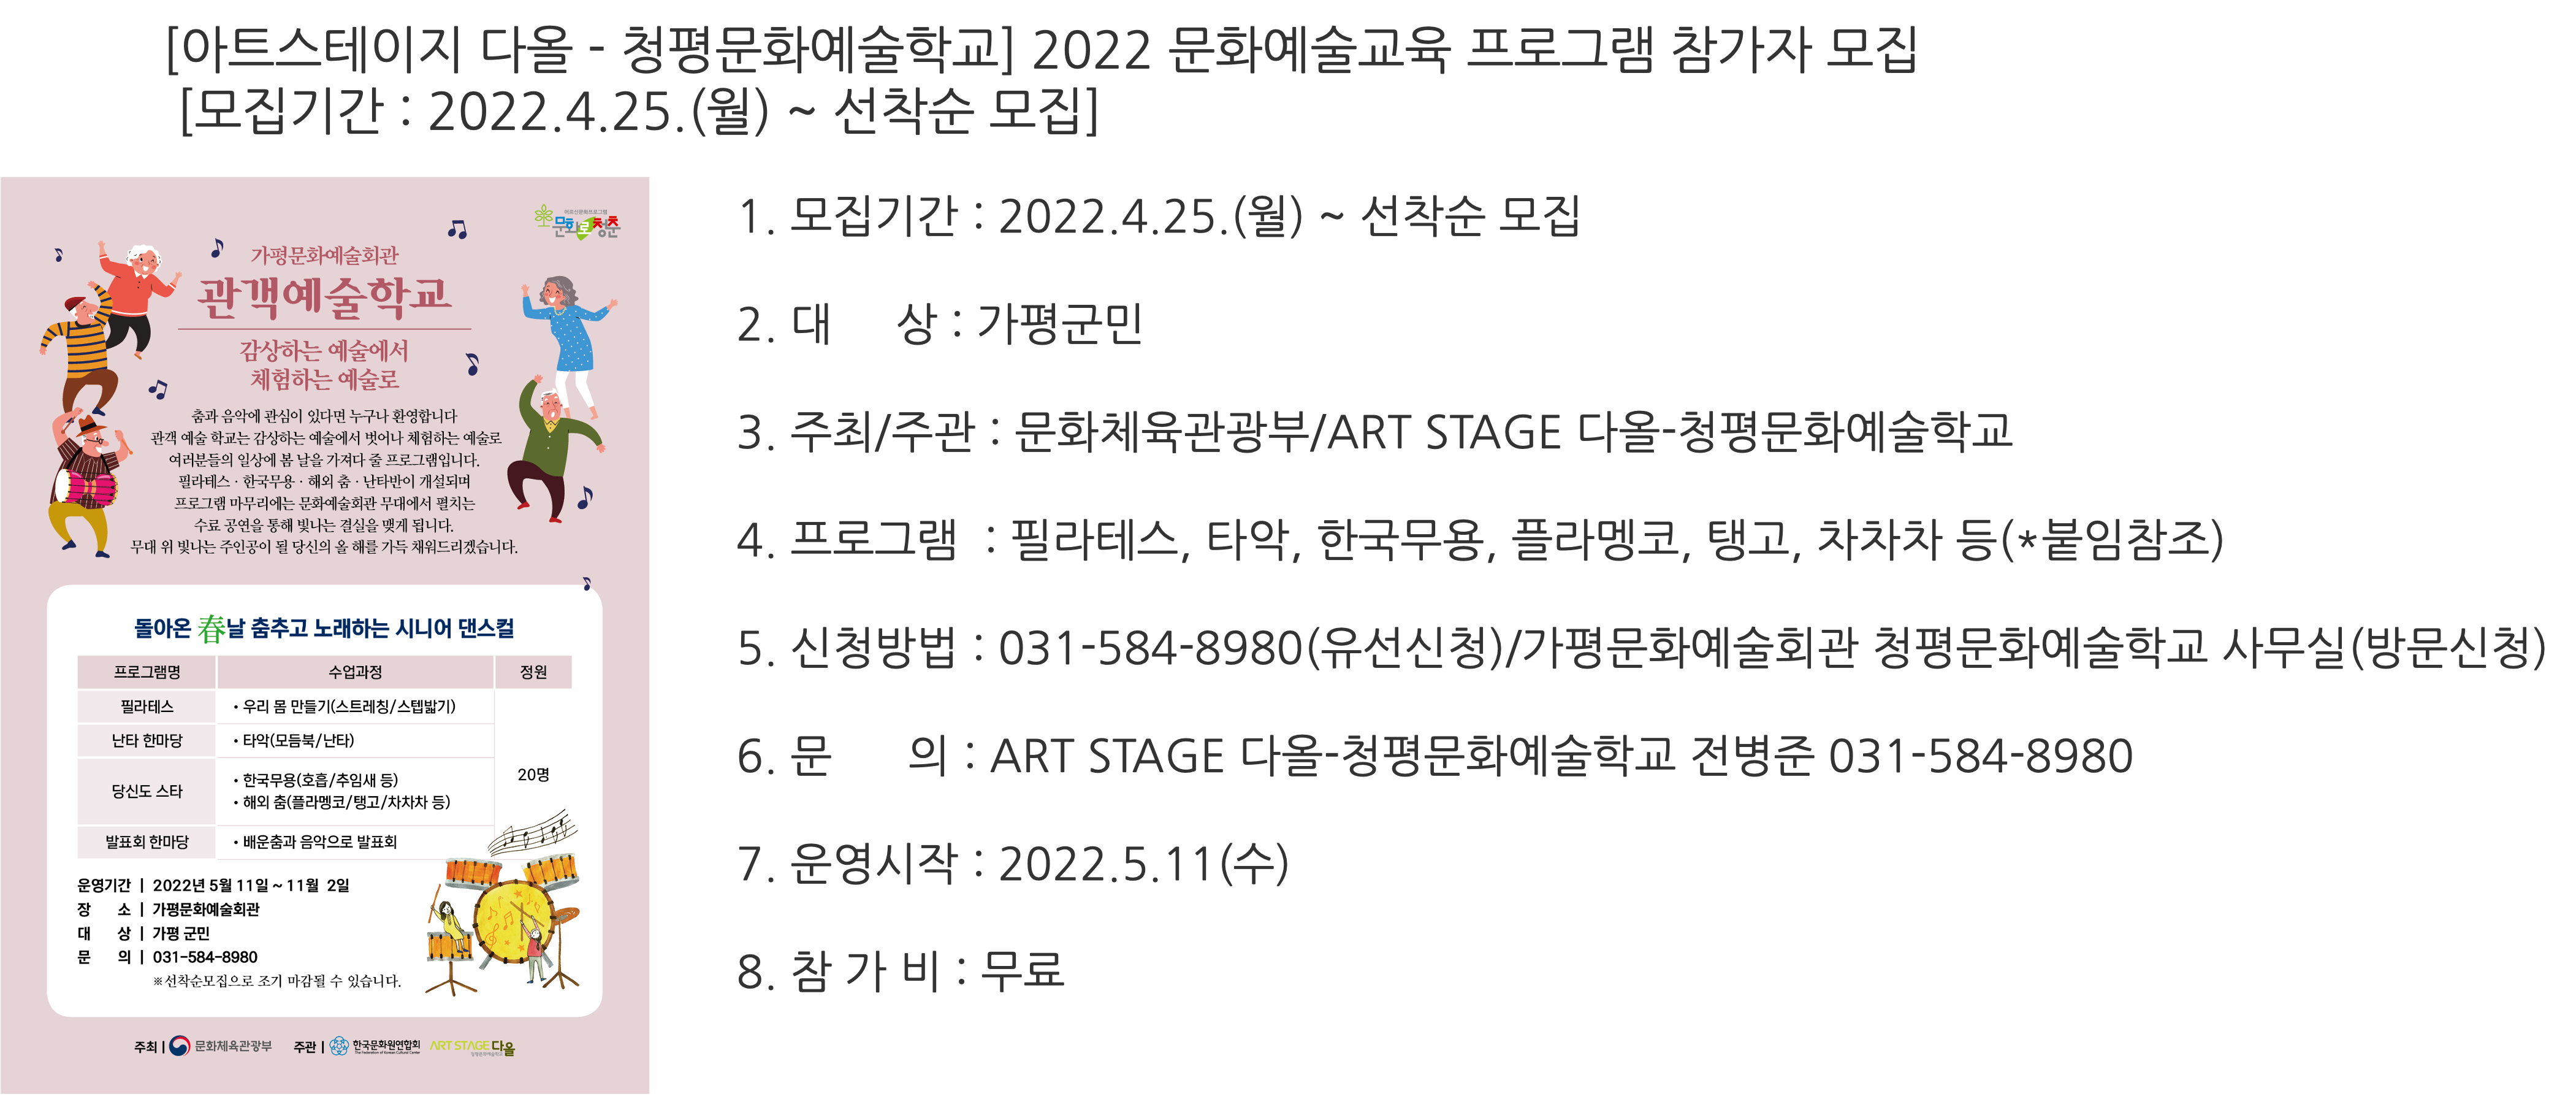 [아트스테이지 다올 - 청평문화예술학교] 2022 문화예술교육 프로그램 참가자 모집
[모집기간 : 2022.4.25.(월) ~ 선착순 모집]
어르신문화프로그램
문화로청춘
가평문화예술회관
관객예술학교
감상하는 예술에서
체험하는 예술로
춤과 음악에 관심이 있다면 누구나 환영합니다
관객 예술 학교는 감상하는 예술에서 벗어나 체험하는 예술로
여러분들의 일상에 봄 날을 가져다 줄 프로그램입니다.
필라테스 · 한국무용 · 해외 춤 · 난타반이 개설되며
프로그램 마무리에는 문화예술회관 무대에서 펼치는
수료 공연을 통해 빛나는 결실을 맺게 됩니다.
무대 위 빛나는 주인공이 될 당신의 올 해를 가득 채워드리겠습니다.
돌아온 春날 춤추고 노래하는 시니어 댄스컬
프로그램명 수업과정 정원
필라테스 • 우리 몸 만들기(스트레칭/스텝밟기)
난타 한마당 • 타악(모듬북/난타)
당신도 스타 • 한국무용(호흡/추임새 등)
• 해외 춤(플라멩코/탱고/차차차 등)
20명
발표회 한마당 • 배운춤과 음악으로 발표회
운영기간 | 2022년 5월 11일 ~ 11월 2일
장 소 | 가평문화예술회관
대 상 | 가평 군민
문 의 | 031-584-8980
※선착순모집으로 조기 마감될 수 있습니다.
주최 | 문화체육관광부 주관 | 한국문화원연합회 ART STAGE 다올
The Federation of Korean Cultural Center 청평문화예술학교
1. 모집기간 : 2022.4.25.(월) ~ 선착순 모집
2. 대 상 : 가평군민
3. 주최/주관 : 문화체육관광부/ART STAGE 다올-청평문화예술학교
4. 프로그램 : 필라테스, 타악, 한국무용, 플라멩코, 탱고, 차차차 등(*붙임참조)
5. 신청방법 : 031-584-8980(유선신청)/가평문화예술회관 청평문화예술학교 사무실(방문신청)
6. 문 의 : ART STAGE 다올-청평문화예술학교 전병준 031-584-8980
7. 운영시작 : 2022.5.11(수)
8. 참 가 비 : 무료